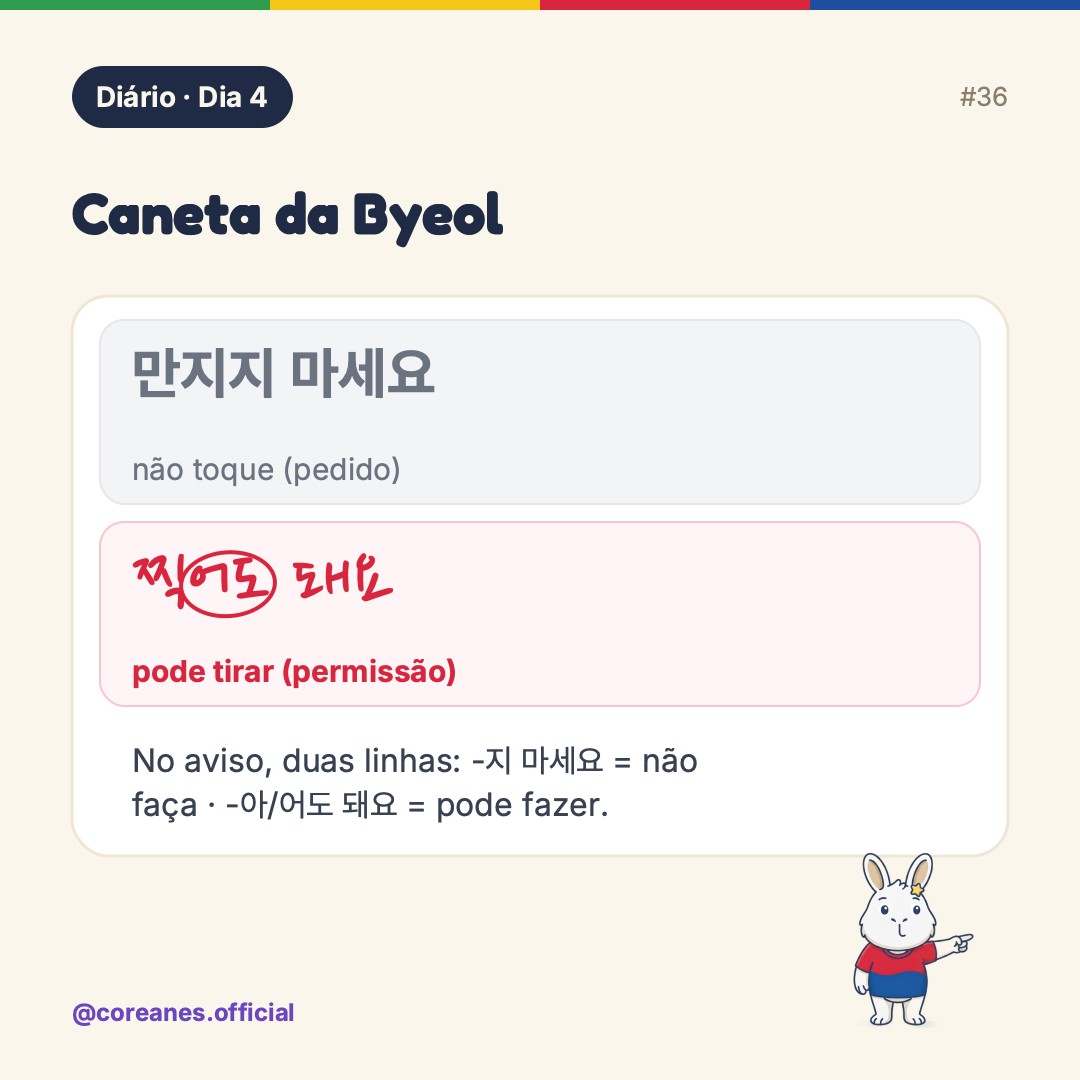 Diário · Dia 4
#36
Caneta da Byeol
만지지 마세요
não toque (pedido)
찍어도 돼요
pode tirar (permissão)
No aviso, duas linhas: -지 마세요 = não
faça · -아/어도 돼요 = pode fazer.
@coreanes.official